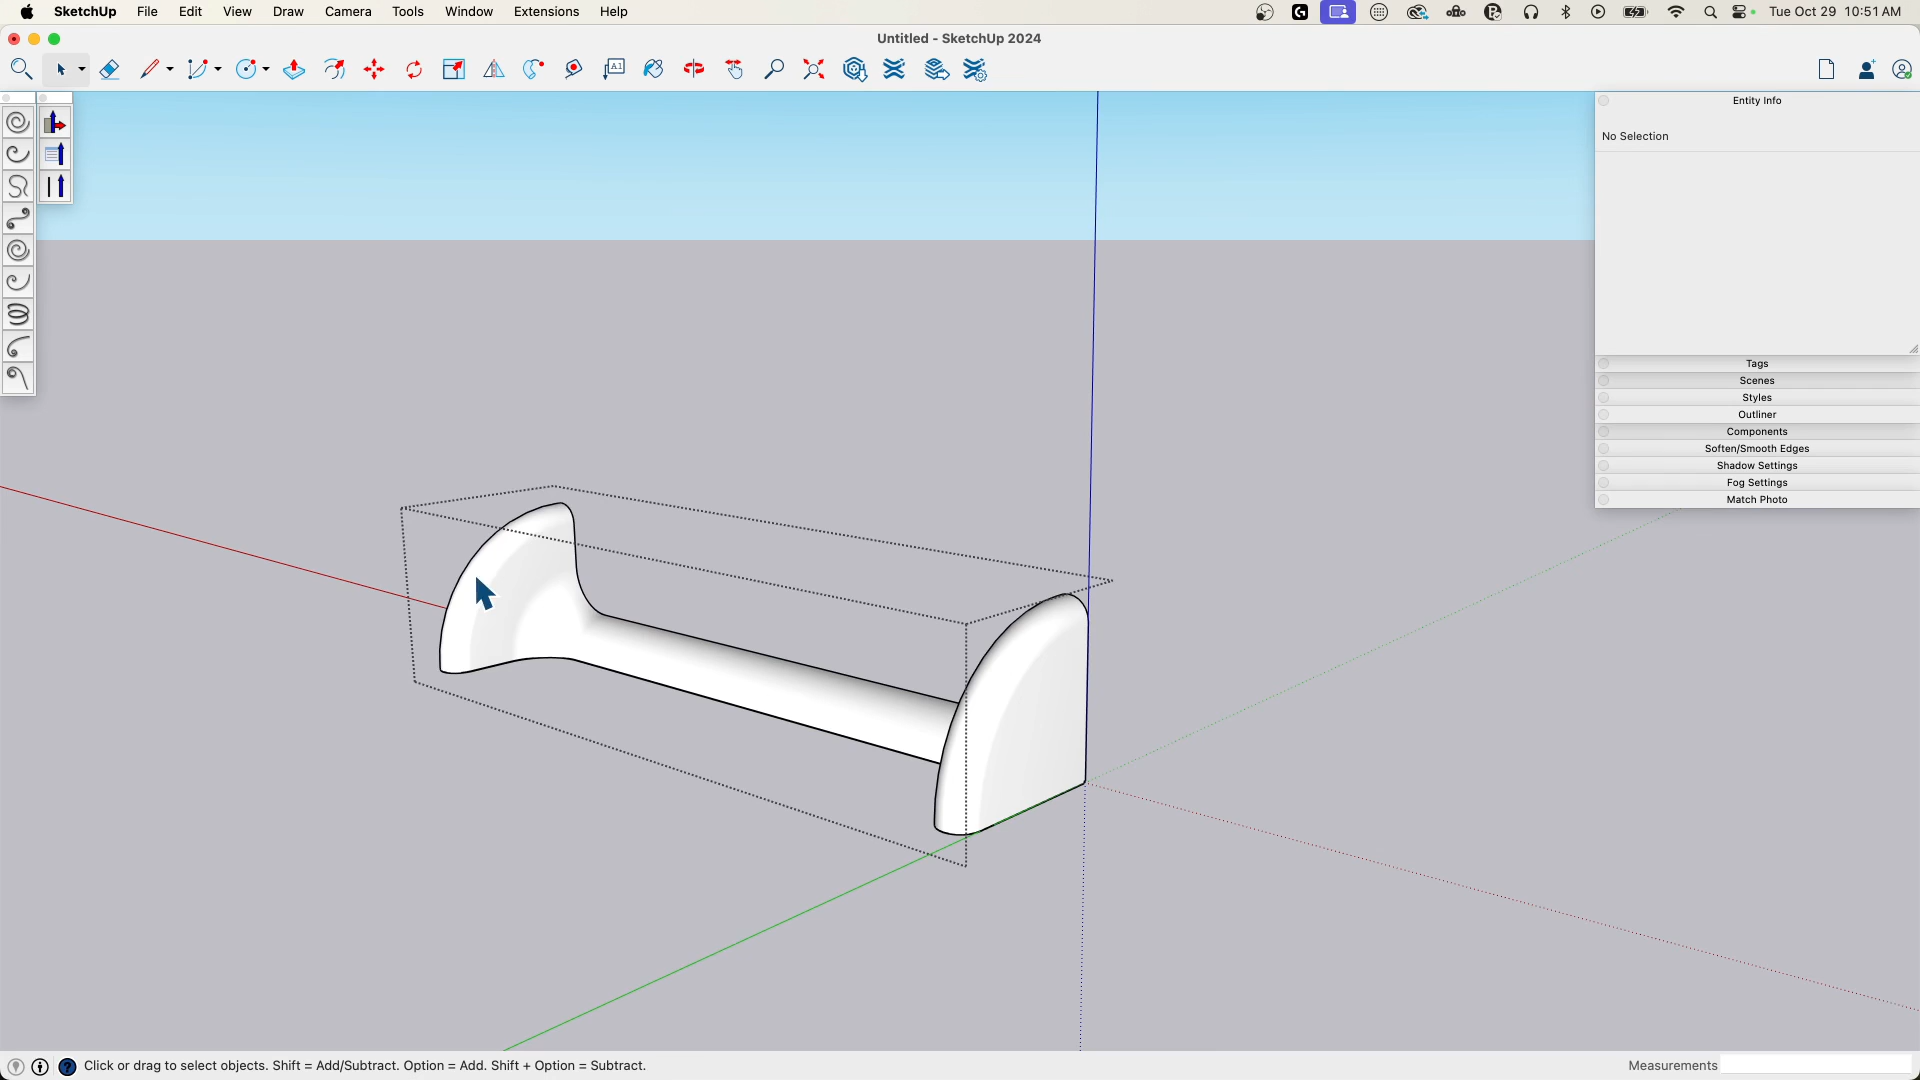 SketchUp File Edit View Draw Camera Tools Window Extensions Help Tue Oct 29 10:51 AM
Untitled - SketchUp 2024
A1
Entity Info
No Selection
Tags
Scenes
Styles
Outliner
Components
Soften/Smooth Edges
Shadow Settings
Fog Settings
Match Photo
Click or drag to select objects. Shift = Add/Subtract. Option = Add. Shift + Option = Subtract. Measurements